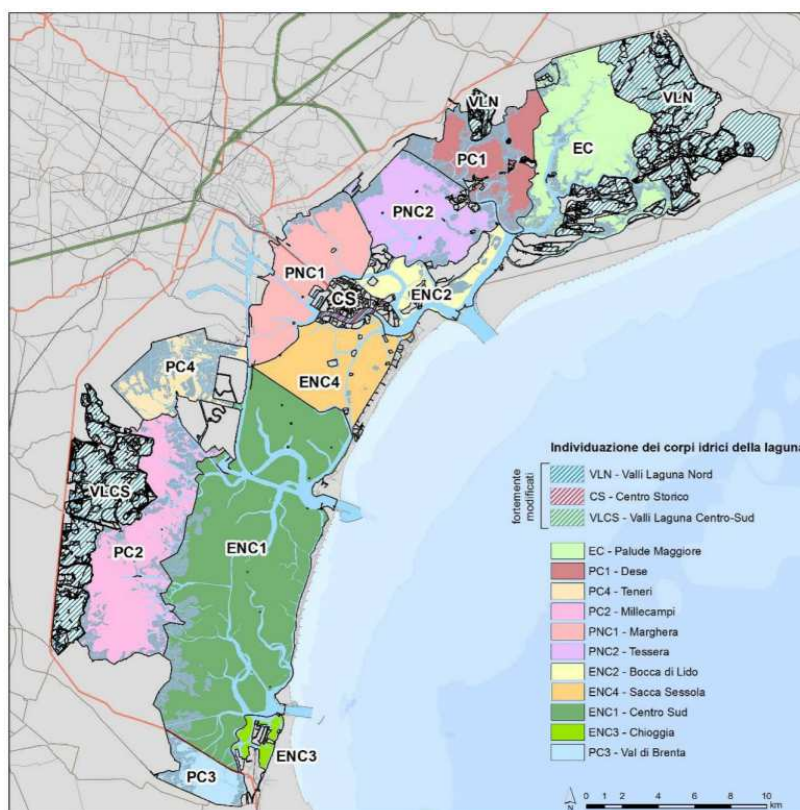 VLN
VLN
PC1
EC
PNC2
PNC1
ENC2
CS
PC4
ENC4
VLCS
PC2
ENC1
ENC3
PC3
Individuazione dei corpi idrici della laguna
fortemente
modificati
VLN - Valli Laguna Nord
CS - Centro Storico
VLCS - Valli Laguna Centro-Sud
EC - Palude Maggiore
PC1 - Dese
PC4 - Teneri
PC2 - Millecampi
PNC1 - Marghera
PNC2 - Tessera
ENC2 - Bocca di Lido
ENC4 - Sacca Sessola
ENC1 - Centro Sud
ENC3 - Chioggia
PC3 - Val di Brenta
N
0 2 4 6 8 10
km